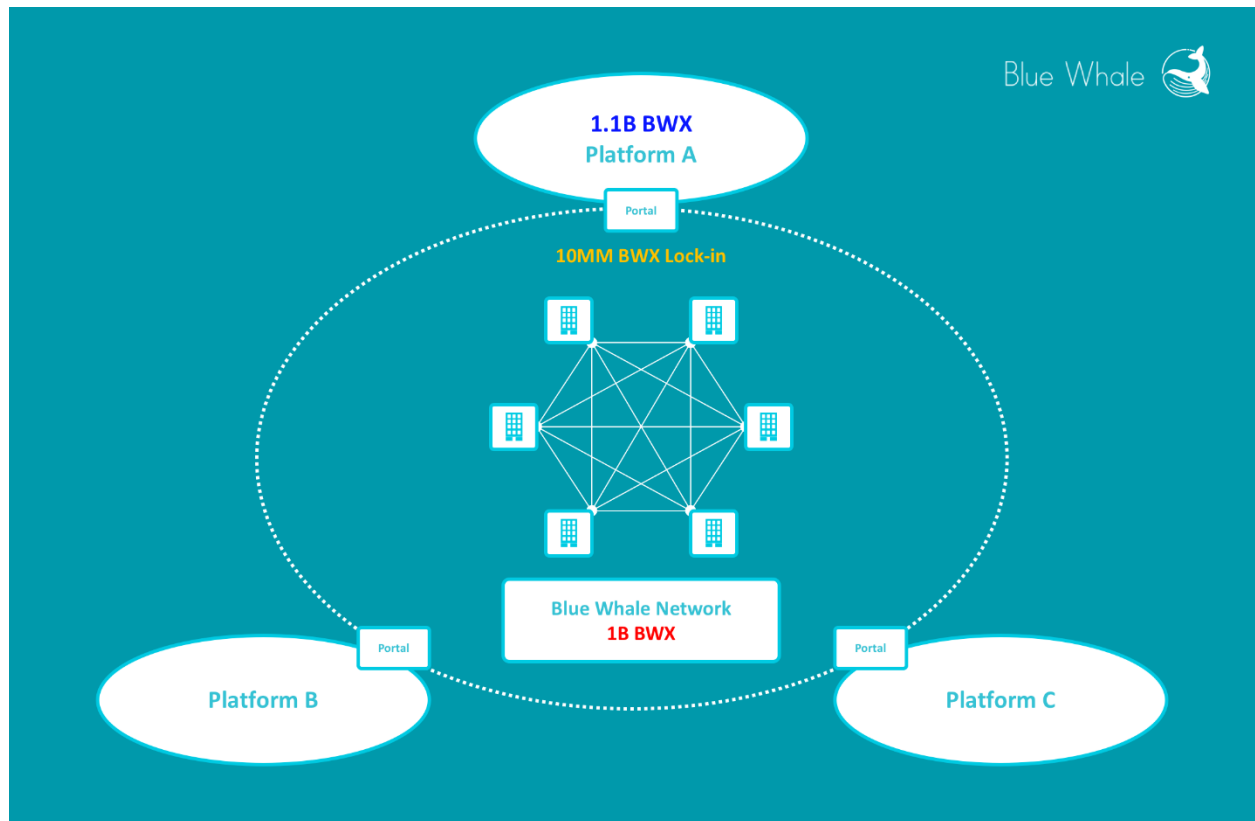 Blue Whale
1.1B BWX
Platform A
Portal
10MM BWX Lock-in
Blue Whale Network
1B BWX
Portal
Portal
Platform B
Platform C